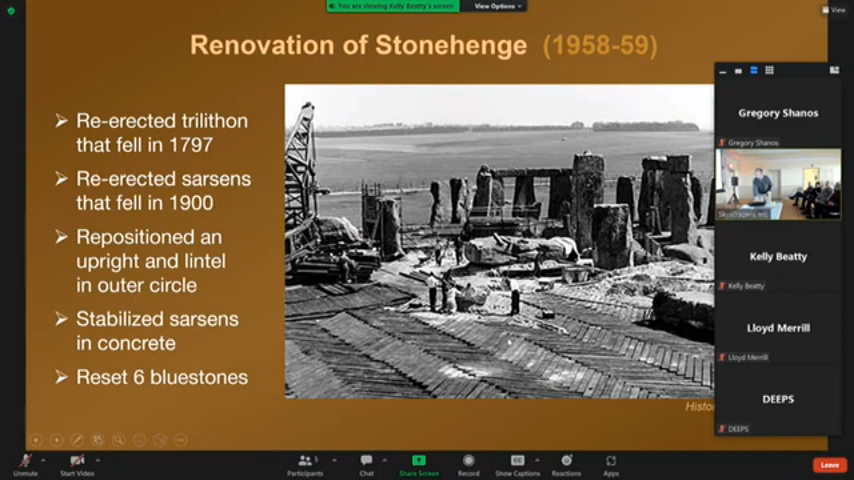 You are viewing Kelly Beatty's screen
View Options
View
Renovation of Stonehenge (1958-59)
Re-erected trilithon
that fell in 1797
Re-erected sarsens
that fell in 1900
Repositioned an
upright and lintel
in outer circle
Stabilized sarsens
in concrete
Reset 6 bluestones
Histo
Gregory Shanos
Gregory Shanos
Skyscrapers, Inc.
Kelly Beatty
Kelly Beatty
Lloyd Merrill
Lloyd Merrill
DEEPS
DEEPS
Unmute
Start Video
Participants
5
Chat
Share Screen
Record
Show Captions
Reactions
Apps
Leave